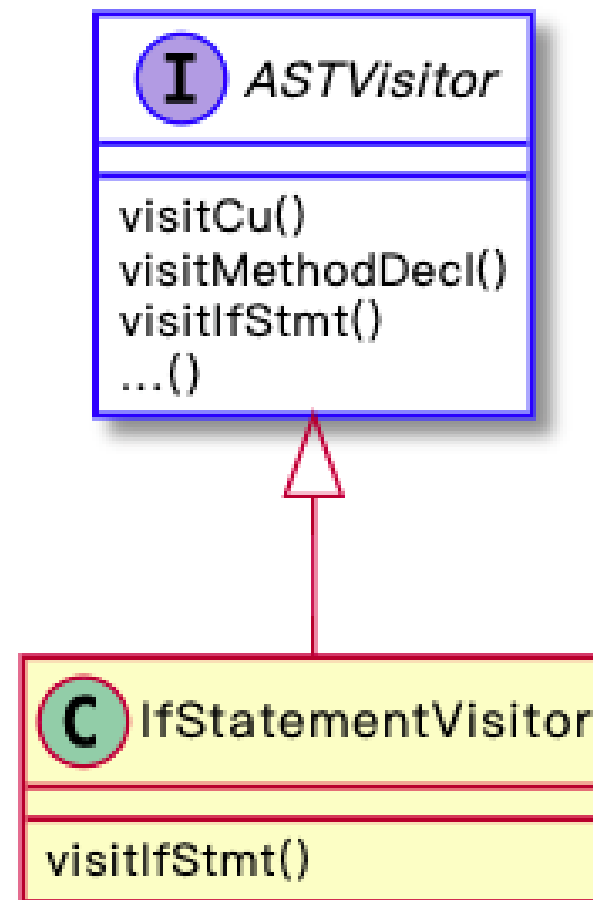 I ASTVisitor
visitCu()
visitMethodDecl()
visitIfStmt()
...()
C IfStatementVisitor
visitIfStmt()